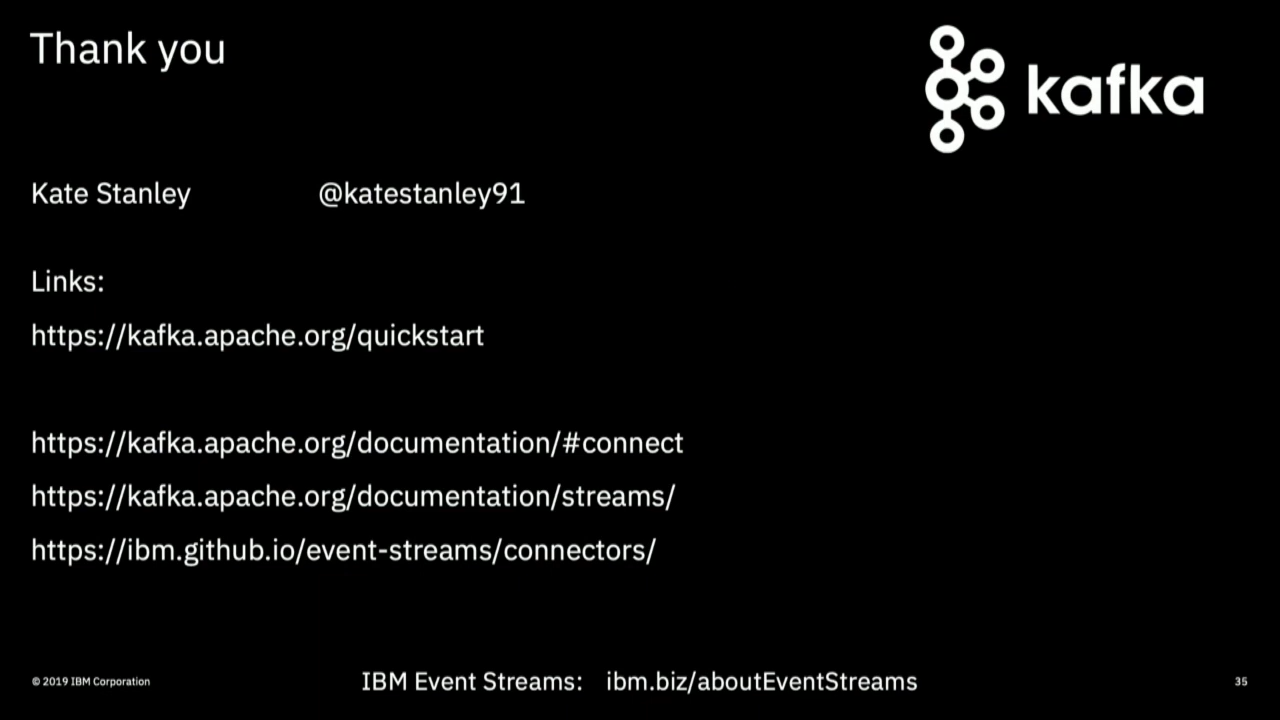 Thank you
kafka
Kate Stanley @katestanley91
Links:
https://kafka.apache.org/quickstart
https://kafka.apache.org/documentation/#connect
https://kafka.apache.org/documentation/streams/
https://ibm.github.io/event-streams/connectors/
© 2019 IBM Corporation
IBM Event Streams: ibm.biz/aboutEventStreams
35